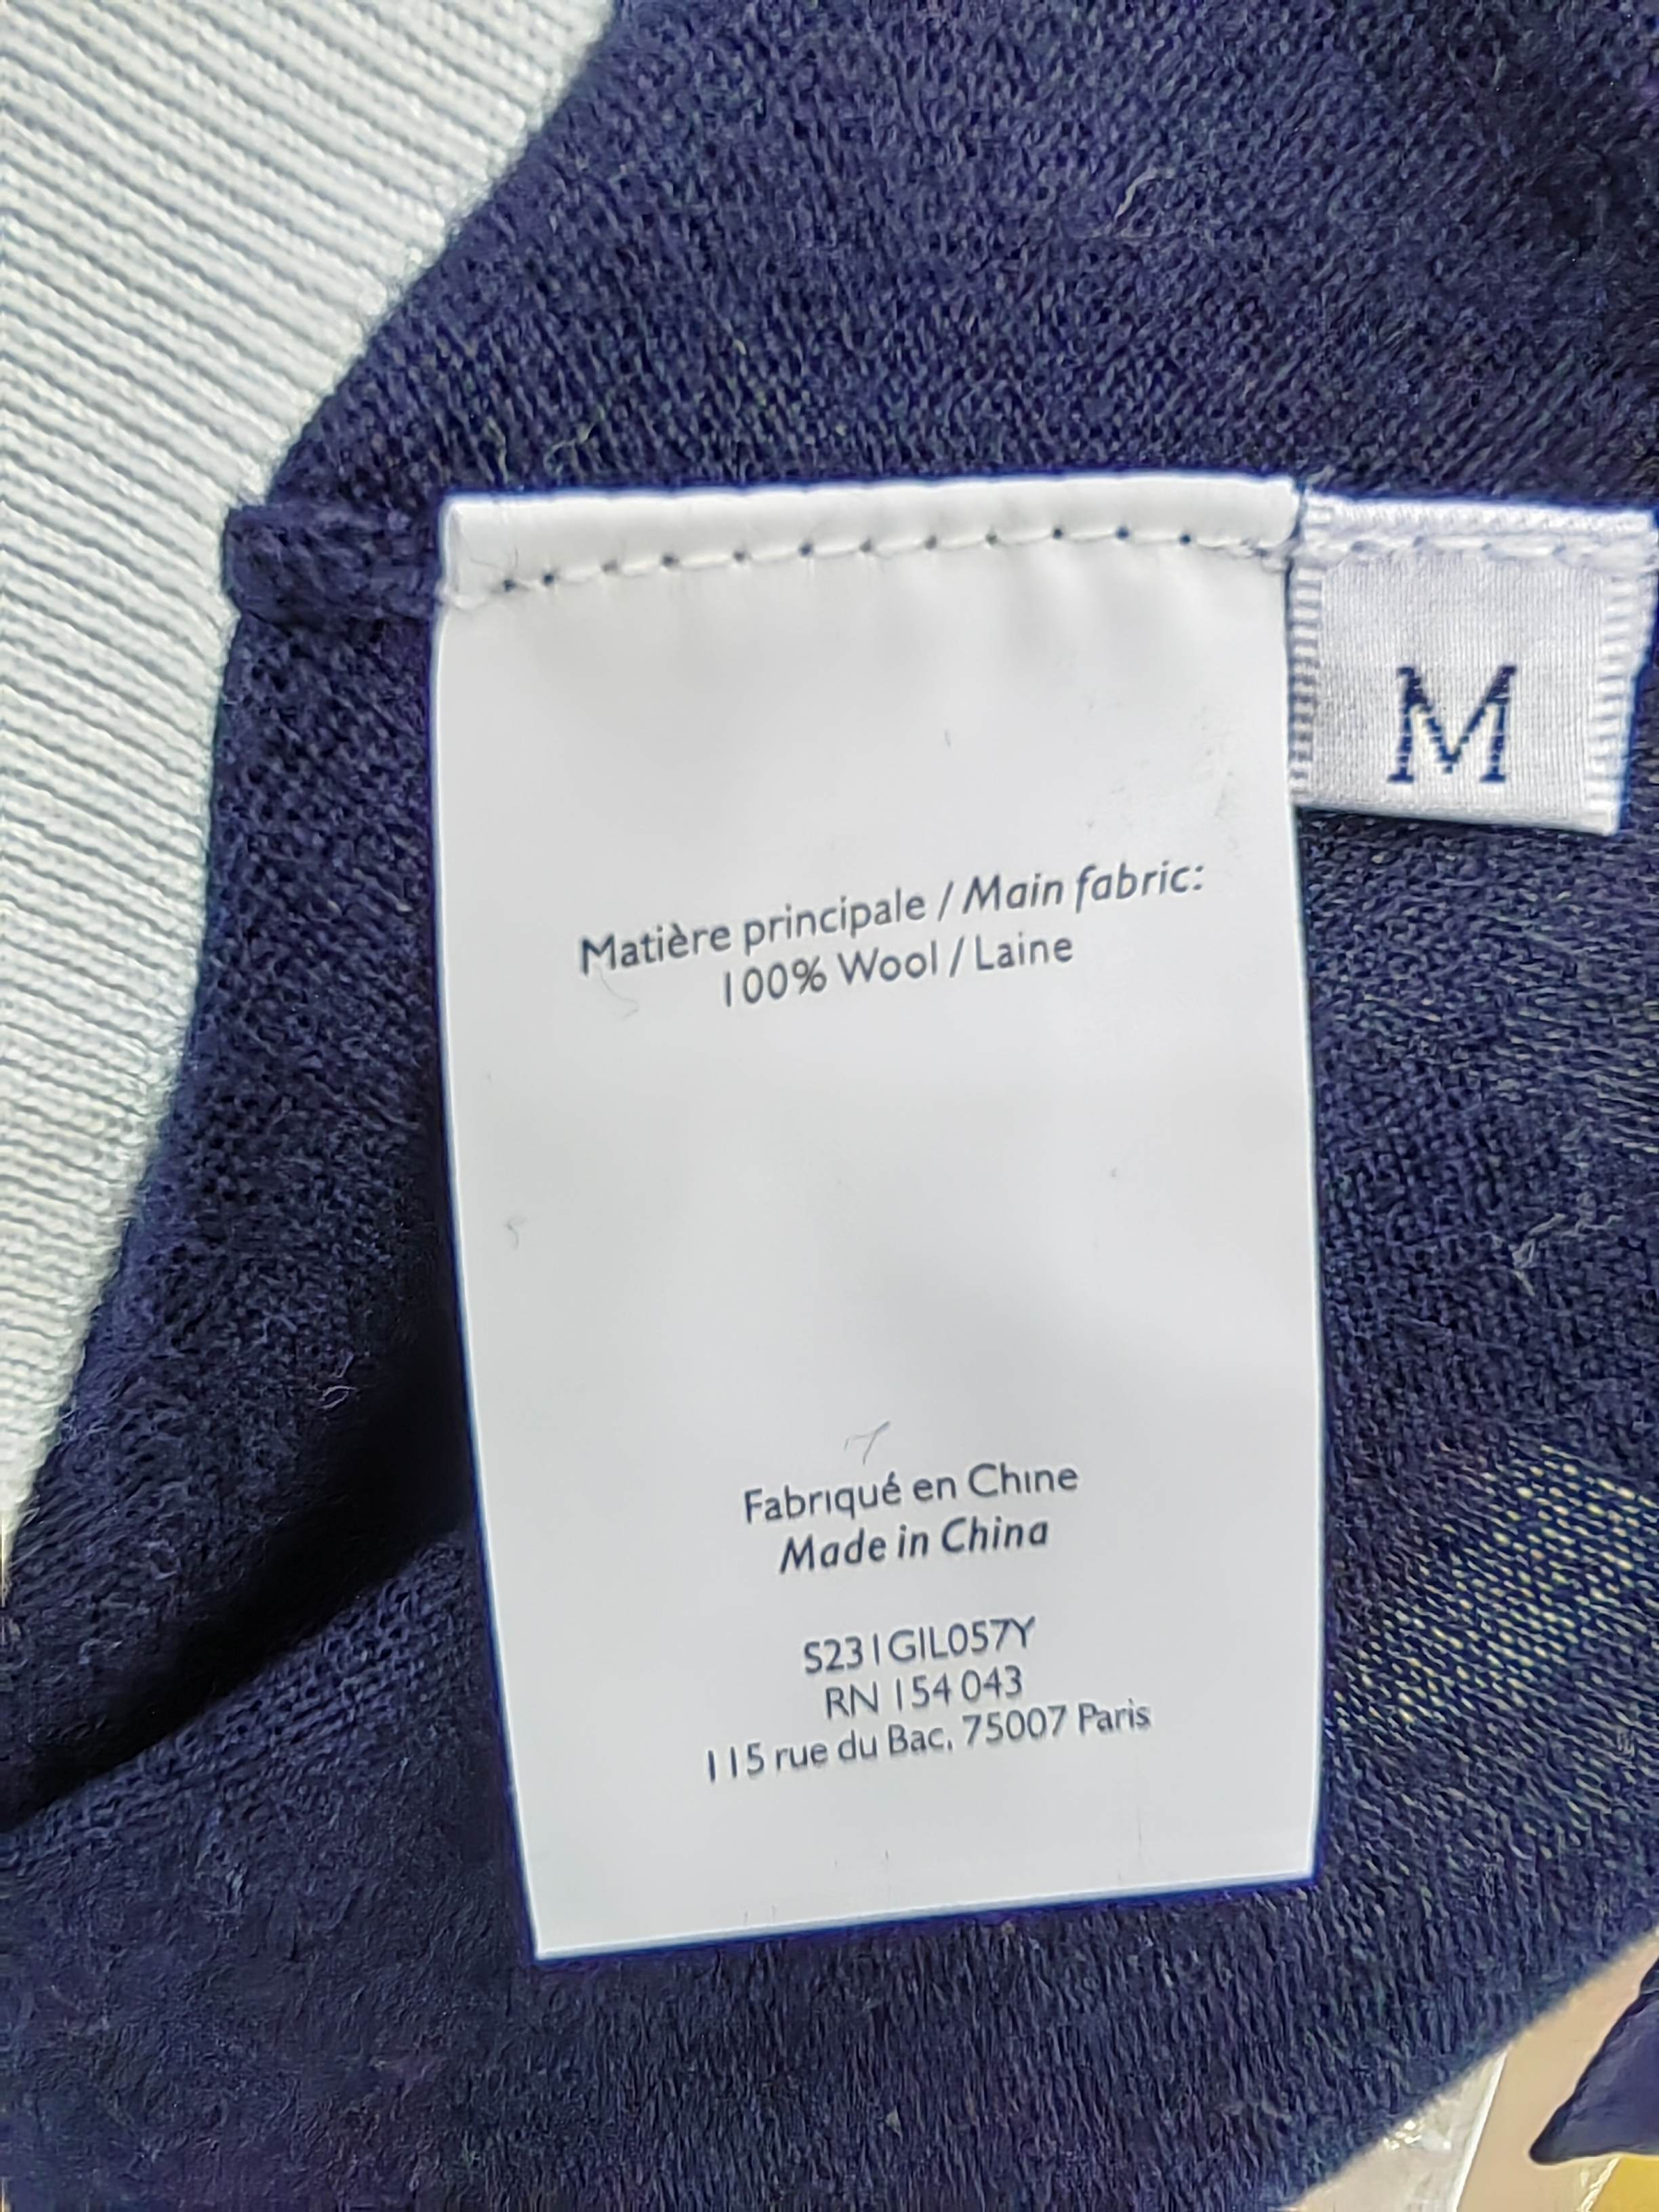 M
Matière principale / Main fabric:
100% Wool / Laine
Fabriqué en Chine
Made in China
S231GIL057Y
RN 154 043
115 rue du Bac, 75007 Paris